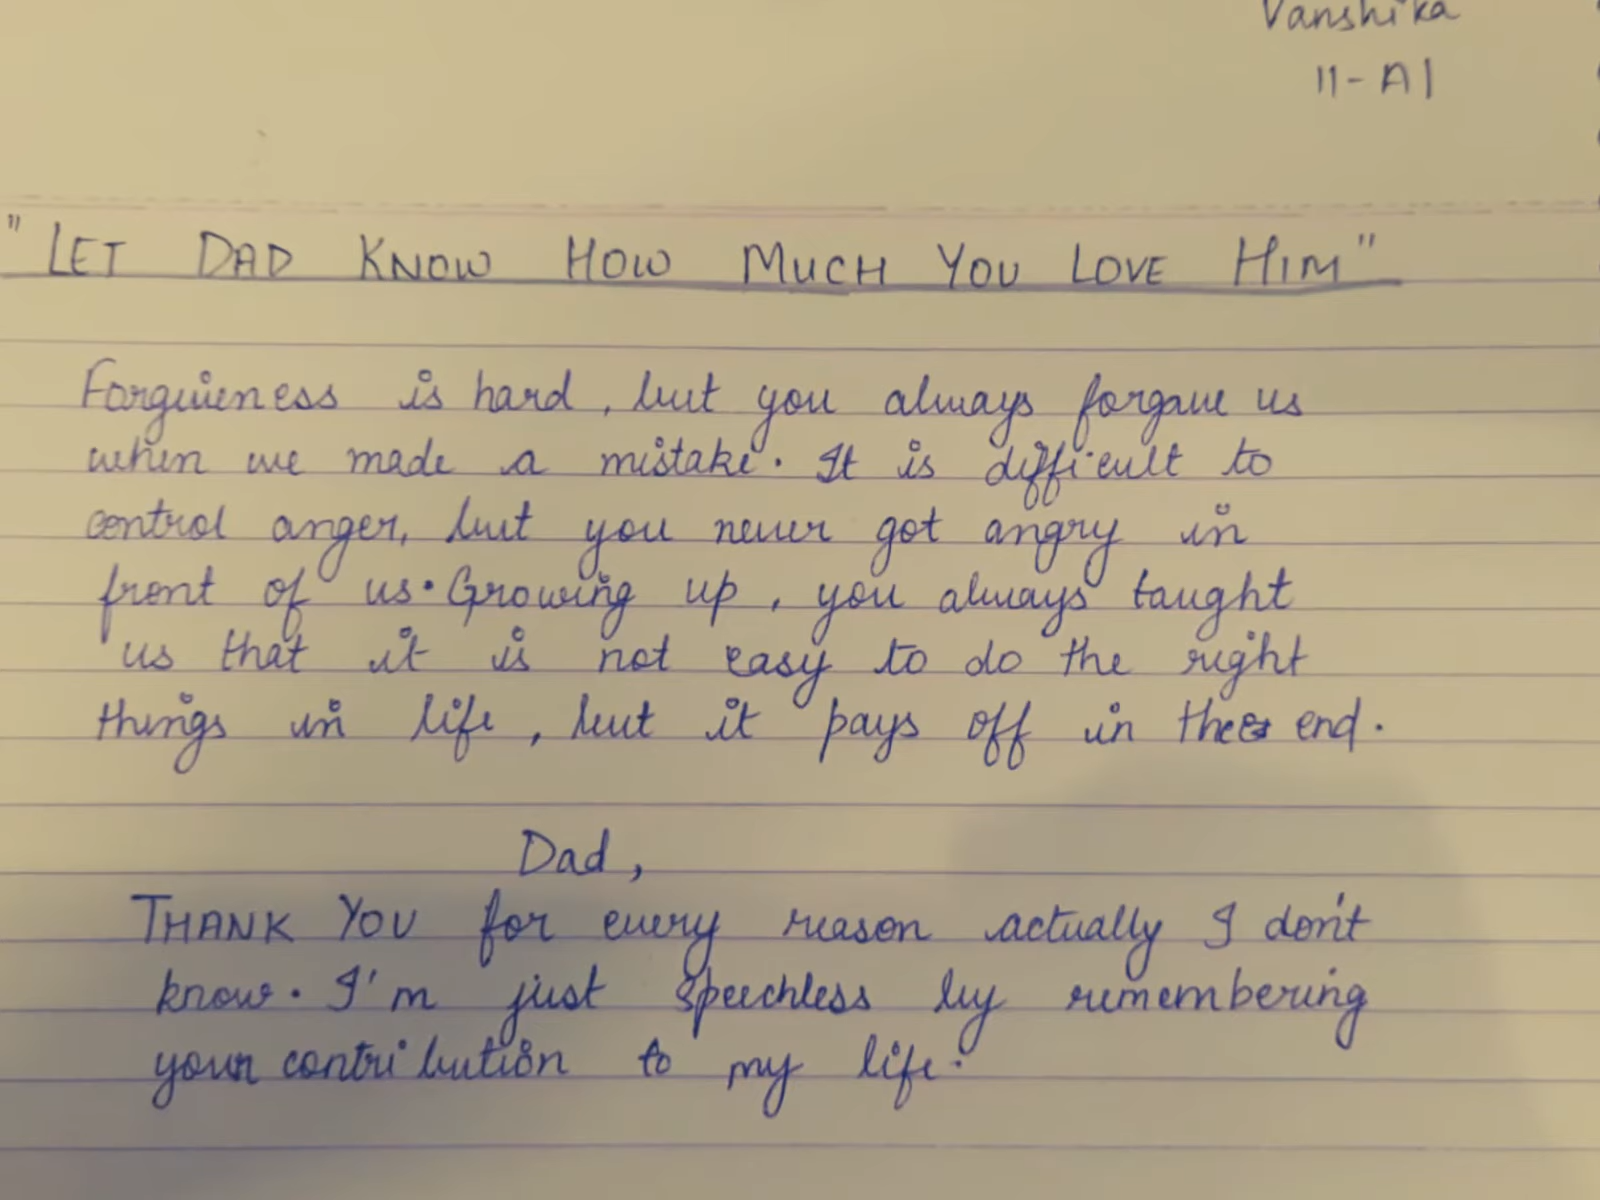 Vanshika
11-A1
"LET DAD KNOW HOW MUCH YOU LOVE HIM"
Forgiveness is hard, but you always forgave us
when we made a mistake. It is difficult to
control anger, but you never got angry in
front of us. Growing up, you always taught
us that it is not easy to do the right
things in life, but it pays off in the end.
Dad,
THANK YOU for every reason actually I don't
know. I'm just speechless by remembering
your contribution to my life.